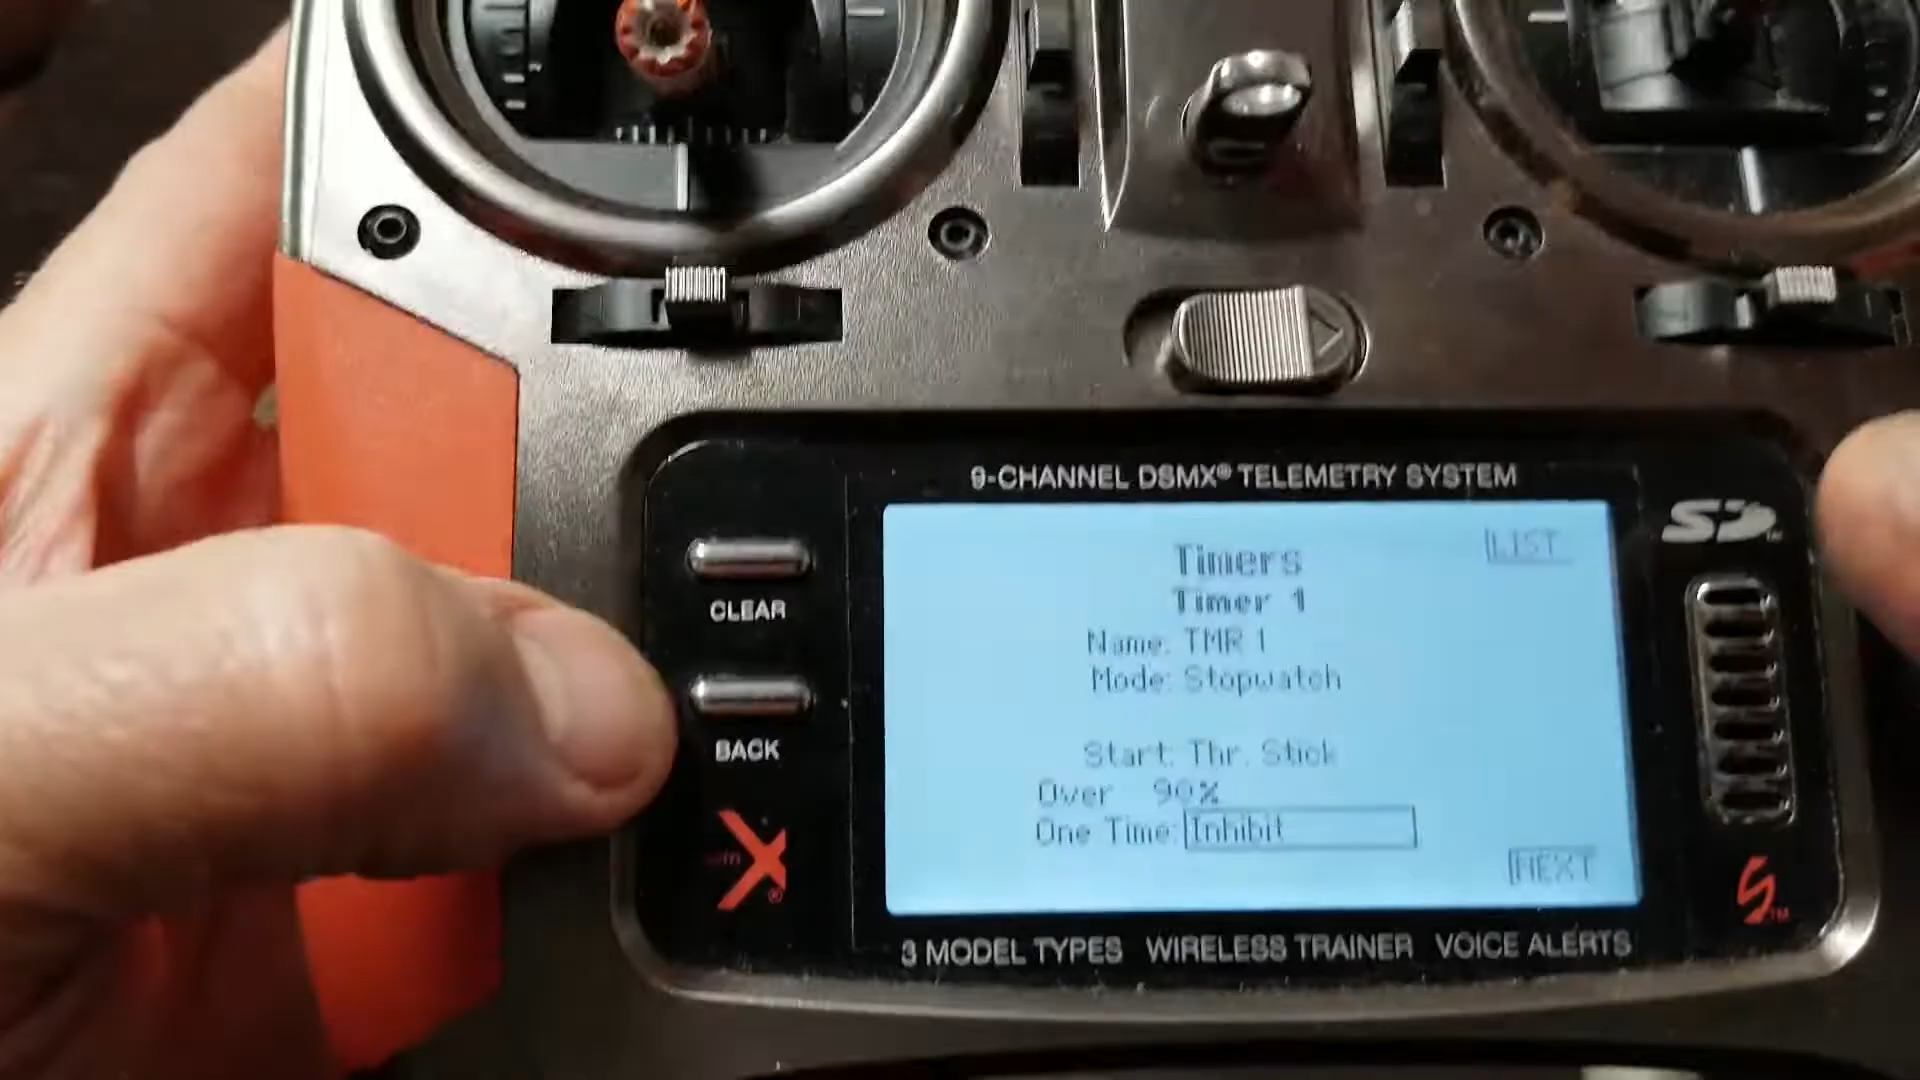 9-CHANNEL DSMX® TELEMETRY SYSTEM
LIST
Timers
Timer 1
Name: TMR 1
Mode: Stopwatch
Start: Thr. Stick
Over 90%
One Time: Inhibit
NEXT
CLEAR
BACK
X®
SD
3 MODEL TYPES WIRELESS TRAINER VOICE ALERTS